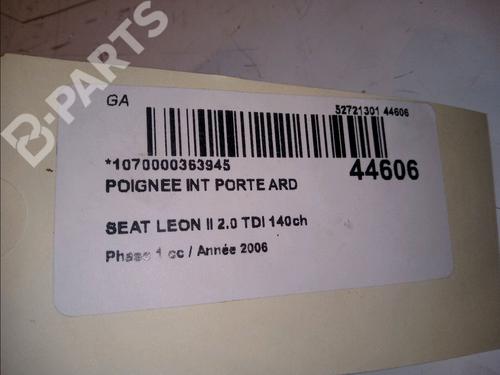 B-PARTS
GA
52721301 44606
*1070000363945
44606
POIGNEE INT PORTE ARD
SEAT LEON II 2.0 TDI 140ch
Phase 1 cc / Année 2006